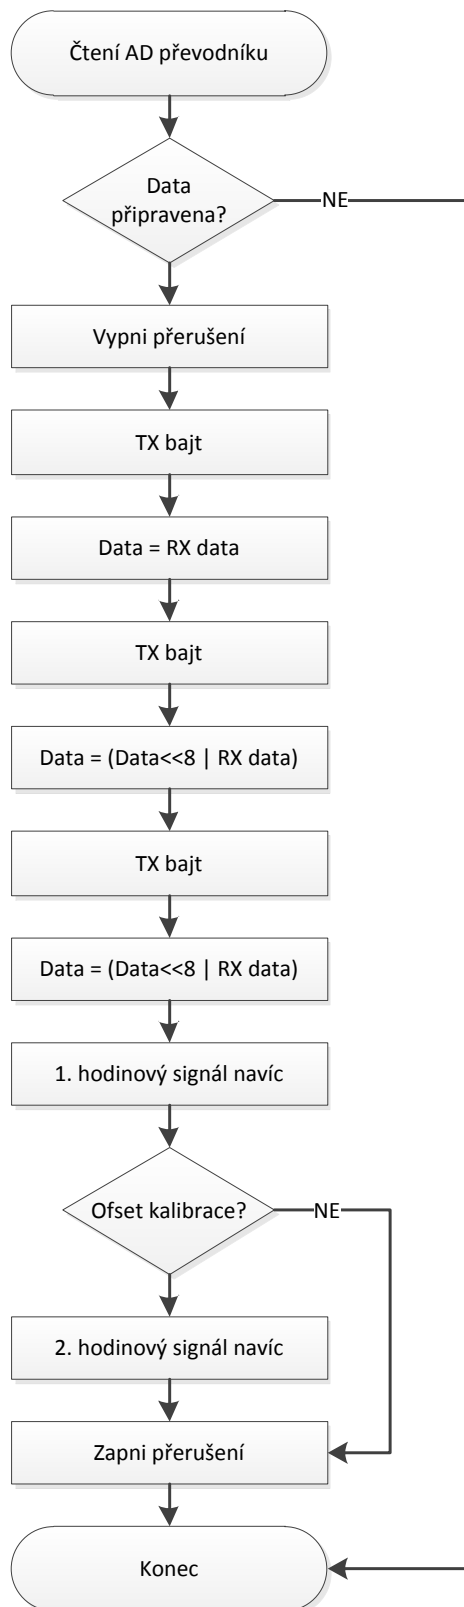 Čtení AD převodníku
Data
připravena?
NE
Vypni přerušení
TX bajt
Data = RX data
TX bajt
Data = (Data<<8 | RX data)
TX bajt
Data = (Data<<8 | RX data)
1. hodinový signál navíc
Ofset kalibrace?
NE
2. hodinový signál navíc
Zapni přerušení
Konec